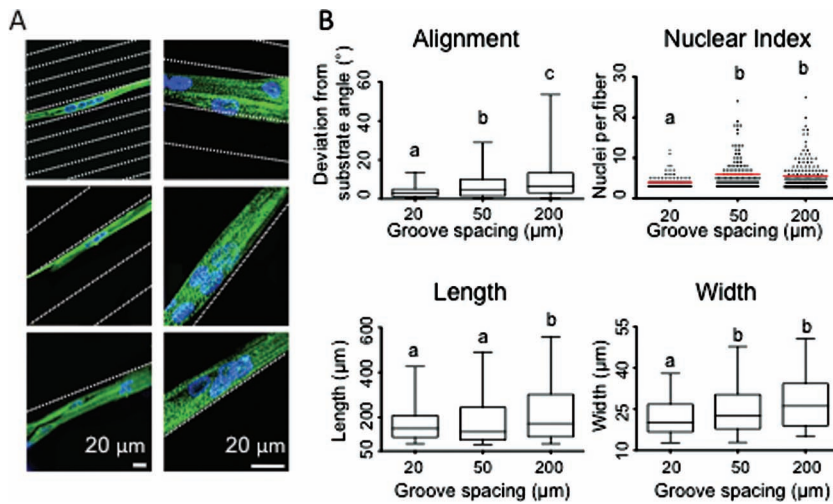 A
20 µm
20 µm
B
Alignment
Deviation from
substrate angle (°)
60
40
20
0
a
b
c
20
50
200
Groove spacing (µm)
Nuclear Index
Nuclei per fiber
30
20
10
0
a
b
b
20
50
200
Groove spacing (µm)
Length
Length (µm)
600
400
200
50
a
a
b
20
50
200
Groove spacing (µm)
Width
Width (µm)
55
40
25
10
a
b
b
20
50
200
Groove spacing (µm)